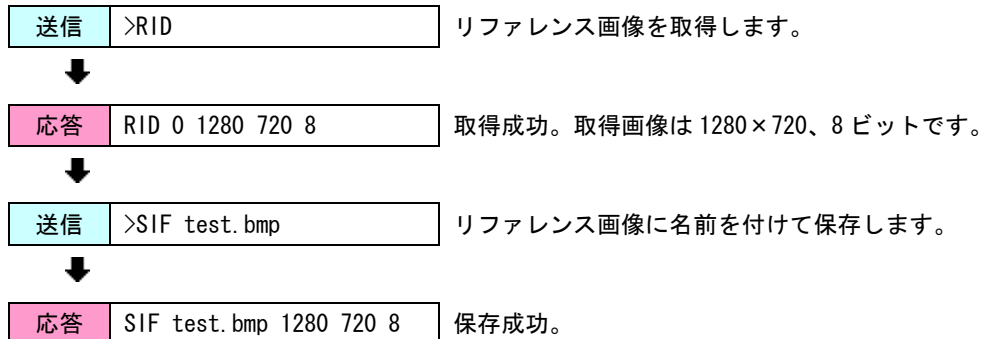 送信 >RID リファレンス画像を取得します。
応答 RID 0 1280 720 8 取得成功。取得画像は 1280×720、8 ビットです。
送信 >SIF test.bmp リファレンス画像に名前を付けて保存します。
応答 SIF test.bmp 1280 720 8 保存成功。